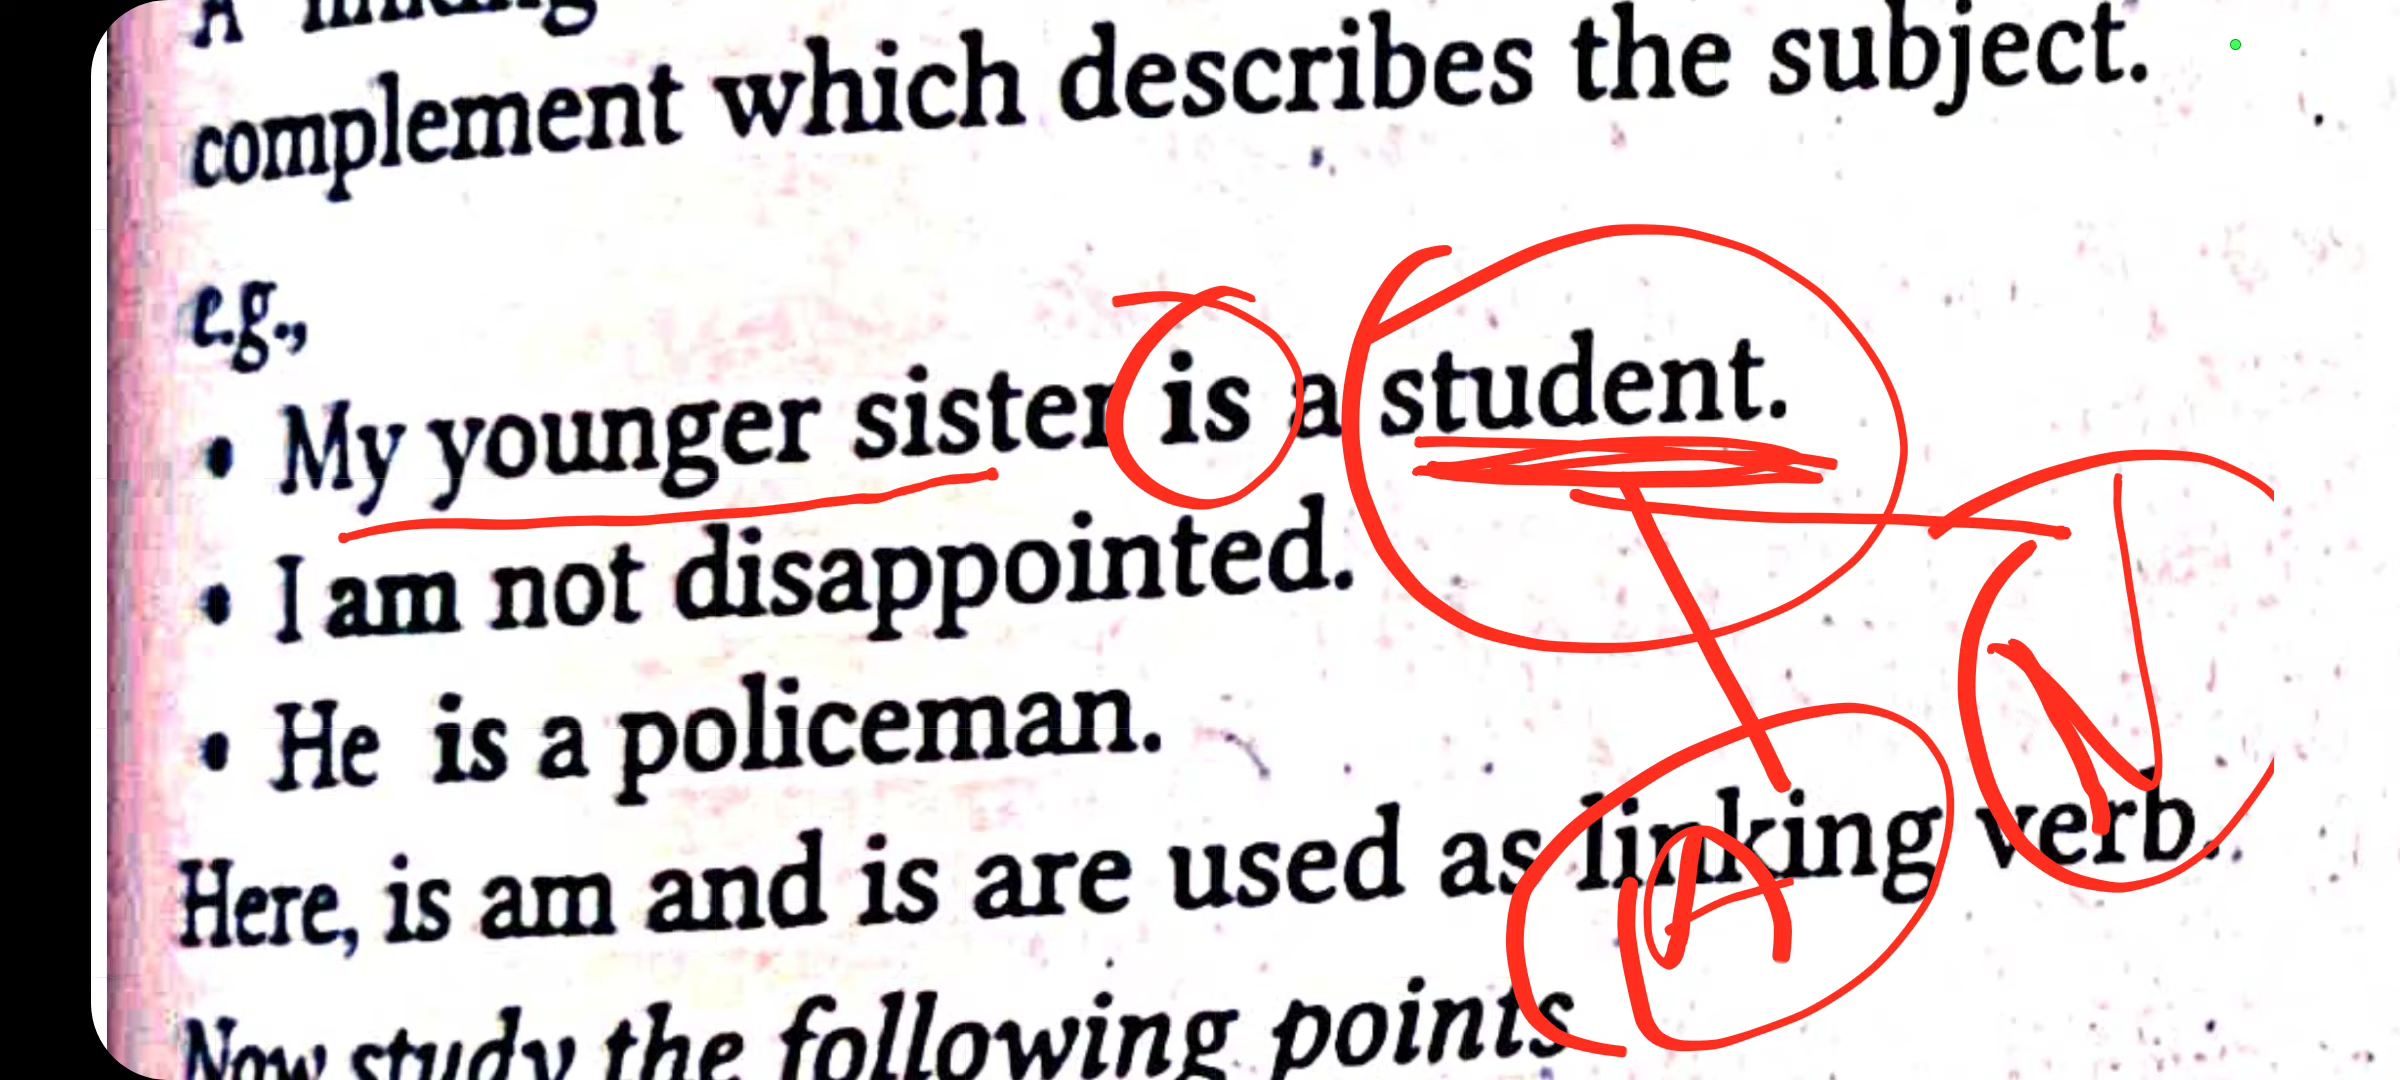 A linking
complement which describes the subject.
e.g.,
• My younger sister is a student.
• I am not disappointed.
• He is a policeman.
Here, is am and is are used as linking verb.
Now study the following points
N
A